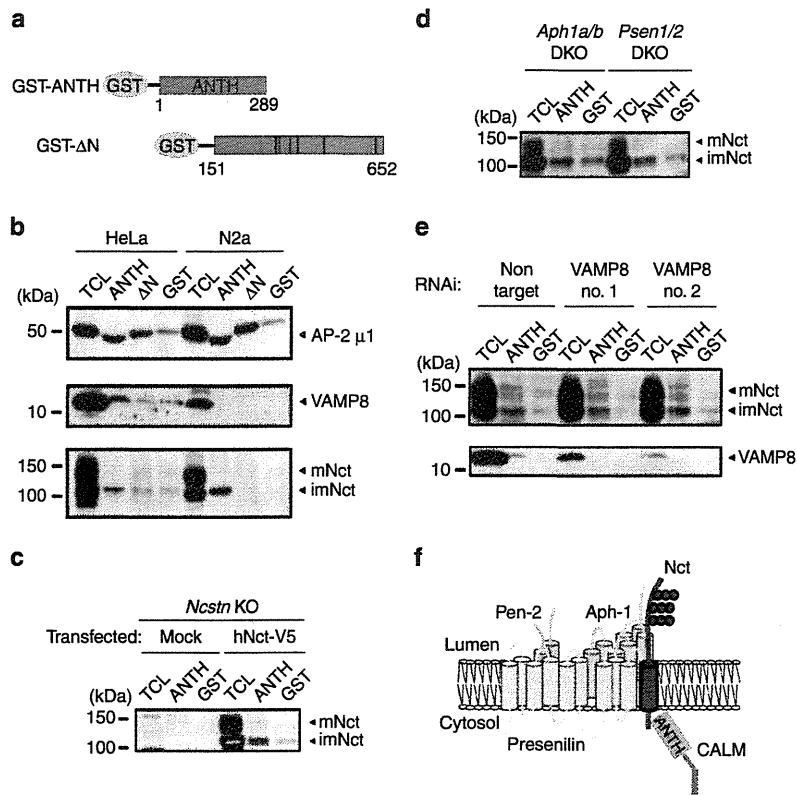 a
GST-ANTH GST ANTH
1 289
GST-ΔN GST
151 652
b
HeLa N2a
TCL ANTH ΔN GST TCL ANTH ΔN GST
(kDa)
50 AP-2 μ1
10 VAMP8
150 mNct
100 imNct
c
Ncstn KO
Transfected: Mock hNct-V5
TCL ANTH GST TCL ANTH GST
(kDa)
150 mNct
100 imNct
d
Aph1a/b Psen1/2
DKO DKO
TCL ANTH GST TCL ANTH GST
(kDa)
150 mNct
100 imNct
e
RNAi: Non target VAMP8 no. 1 VAMP8 no. 2
TCL ANTH GST TCL ANTH GST TCL ANTH GST
(kDa)
150 mNct
100 imNct
10 VAMP8
f
Nct
Pen-2 Aph-1
Lumen
Cytosol
Presenilin
ANTH CALM